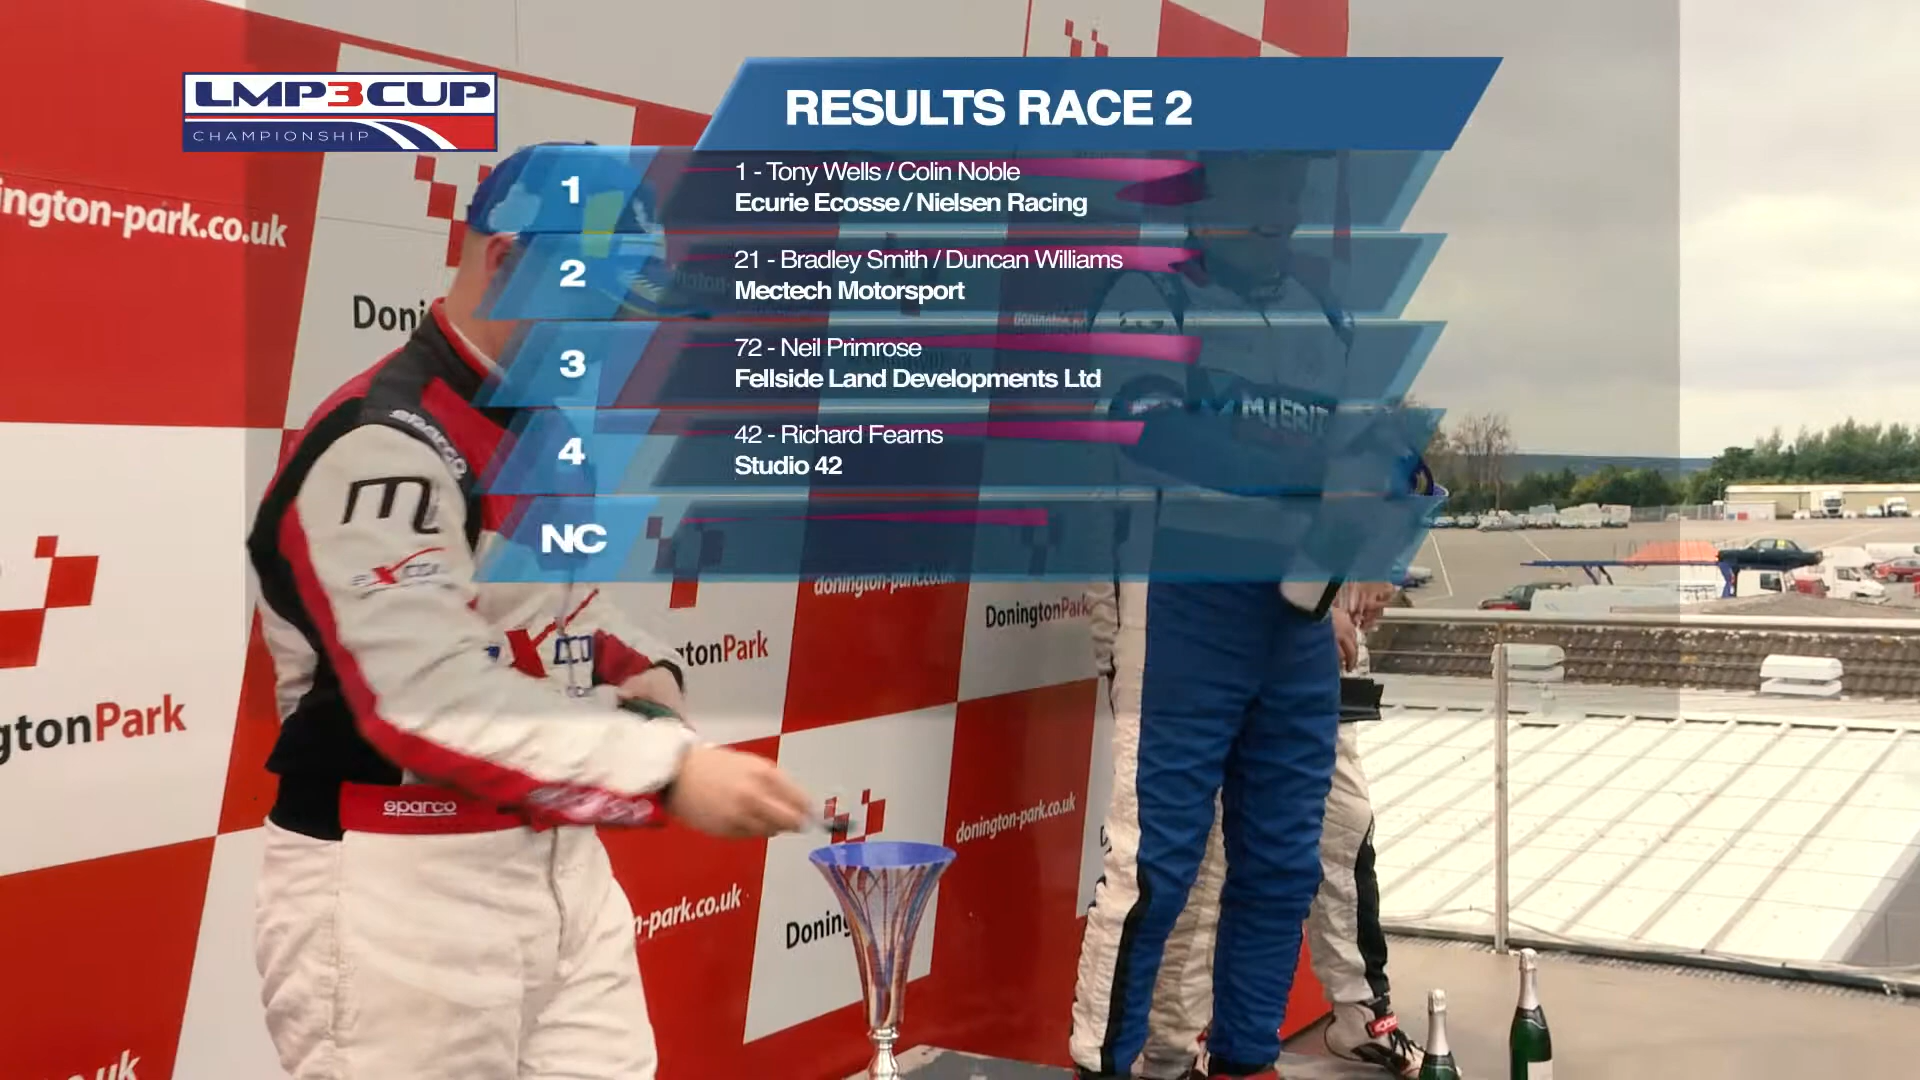 LMP3CUP
CHAMPIONSHIP
RESULTS RACE 2
1
1 - Tony Wells / Colin Noble
Ecurie Ecosse / Nielsen Racing
2
21 - Bradley Smith / Duncan Williams
Mectech Motorsport
3
72 - Neil Primrose
Fellside Land Developments Ltd
4
42 - Richard Fearns
Studio 42
NC
ington-park.co.uk
Doni
sparco
m
donington-park.co.uk
DoningtonPark
tonPark
gtonPark
sparco
donington-park.co.uk
n-park.co.uk
Doning
.uk